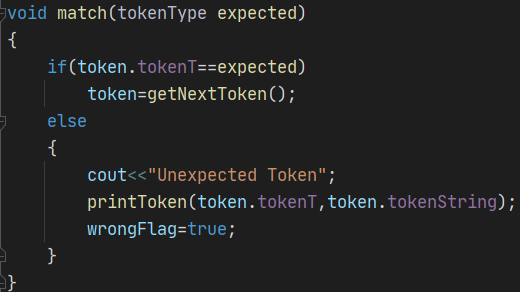 void match(tokenType expected)
{
    if(token.tokenT==expected)
        token=getNextToken();
    else
    {
        cout<<"Unexpected Token";
        printToken(token.tokenT,token.tokenString);
        wrongFlag=true;
    }
}